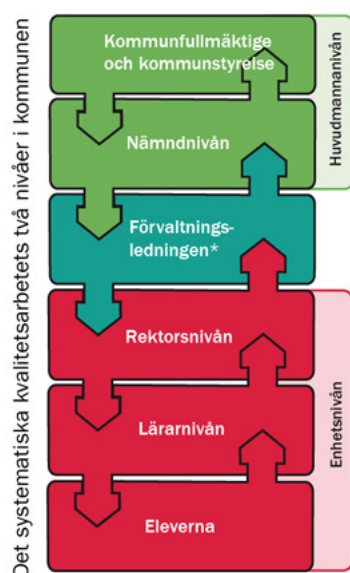 Det systematiska kvalitetsarbetets två nivåer i kommunen
Kommunfullmäktige
och kommunstyrelse
Nämndnivån
Förvaltnings-
ledningen*
Rektorsnivån
Lärarnivån
Eleverna
Huvudmannanivån
Enhetsnivån